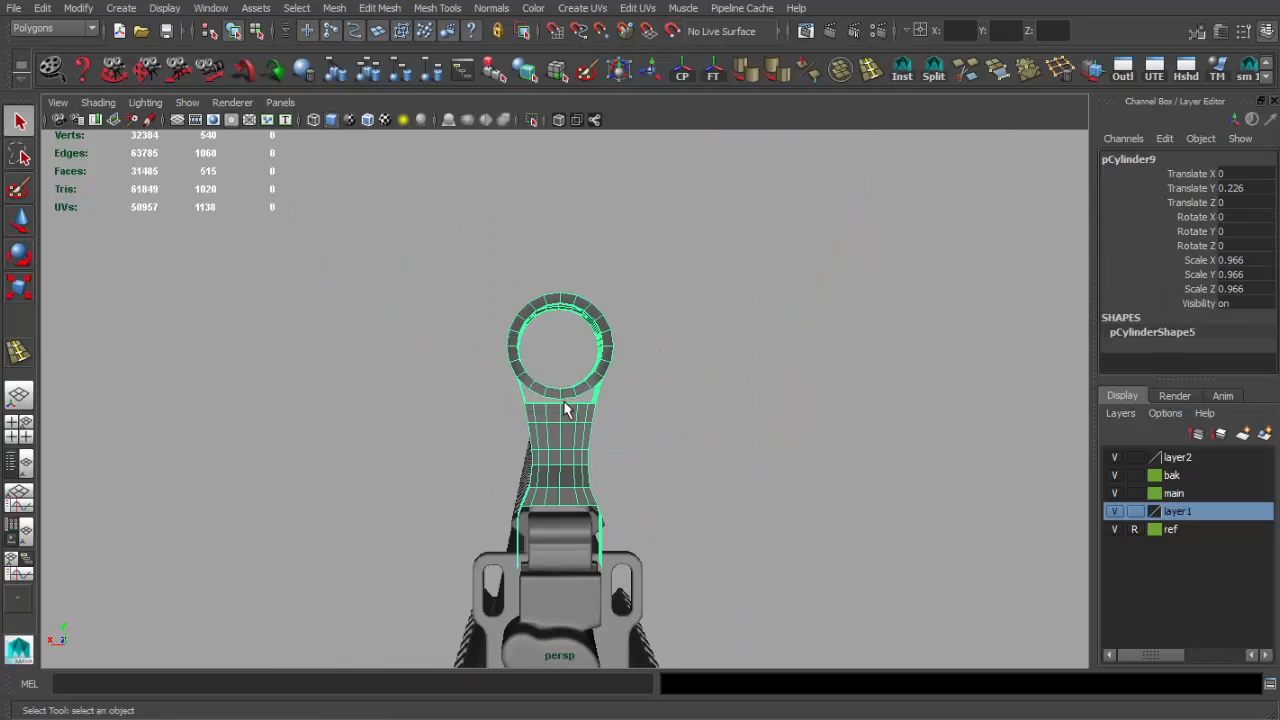 File Edit Modify Create Display Window Assets Select Mesh Edit Mesh Mesh Tools Normals Color Create UVs Edit UVs Muscle Pipeline Cache Help
Polygons No Live Surface X: Y: Z:
CP FT Inst Split Outl UTE Hshd TM sm 1
View Shading Lighting Show Renderer Panels
Channel Box / Layer Editor
Channels Edit Object Show
Verts: 32304 540 0
Edges: 63785 1060 0
Faces: 31485 515 0
Tris: 61849 1020 0
UVs: 50957 1138 0
pCylinder9
Translate X 0
Translate Y 0.226
Translate Z 0
Rotate X 0
Rotate Y 0
Rotate Z 0
Scale X 0.966
Scale Y 0.966
Scale Z 0.966
Visibility on
SHAPES
pCylinderShape5
Display Render Anim
Layers Options Help
V layer2
V bak
V main
V layer1
V R ref
persp
MEL
Select Tool: select an object